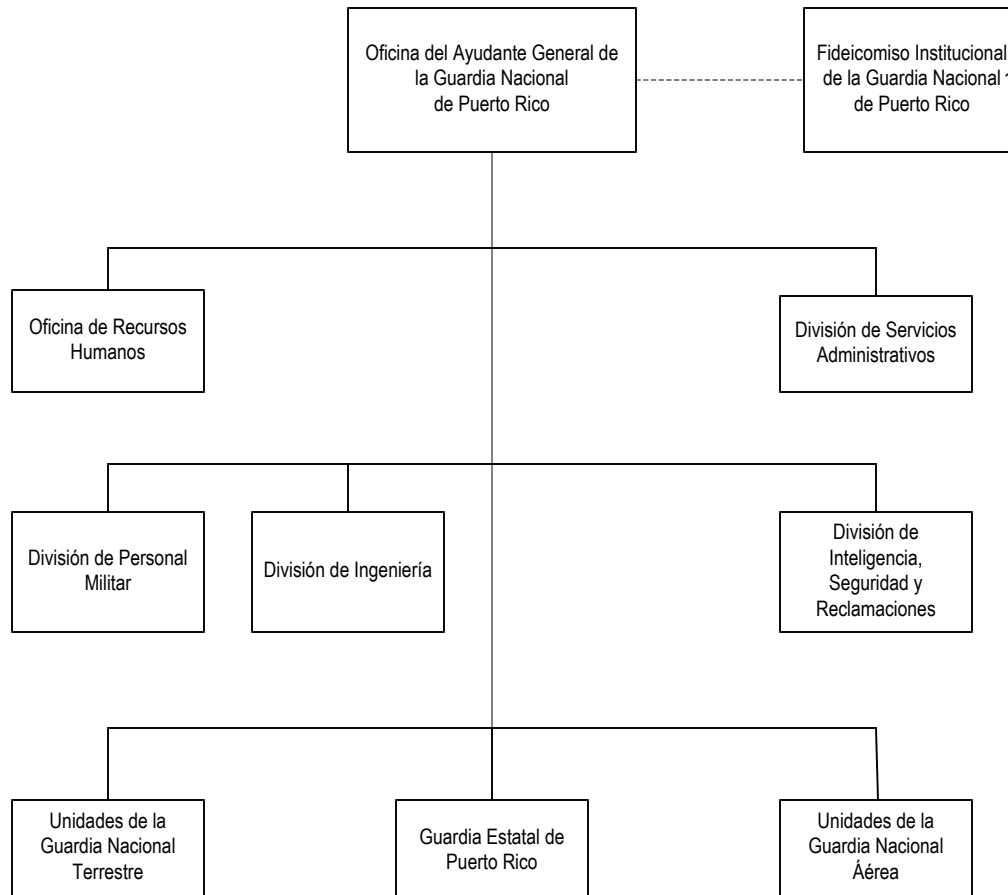 Oficina del Ayudante General de
la Guardia Nacional
de Puerto Rico
Fideicomiso Institucional
de la Guardia Nacional 1
de Puerto Rico
Oficina de Recursos
Humanos
División de Servicios
Administrativos
División de Personal
Militar
División de Ingeniería
División de
Inteligencia,
Seguridad y
Reclamaciones
Unidades de la
Guardia Nacional
Terrestre
Guardia Estatal de
Puerto Rico
Unidades de la
Guardia Nacional
Áérea